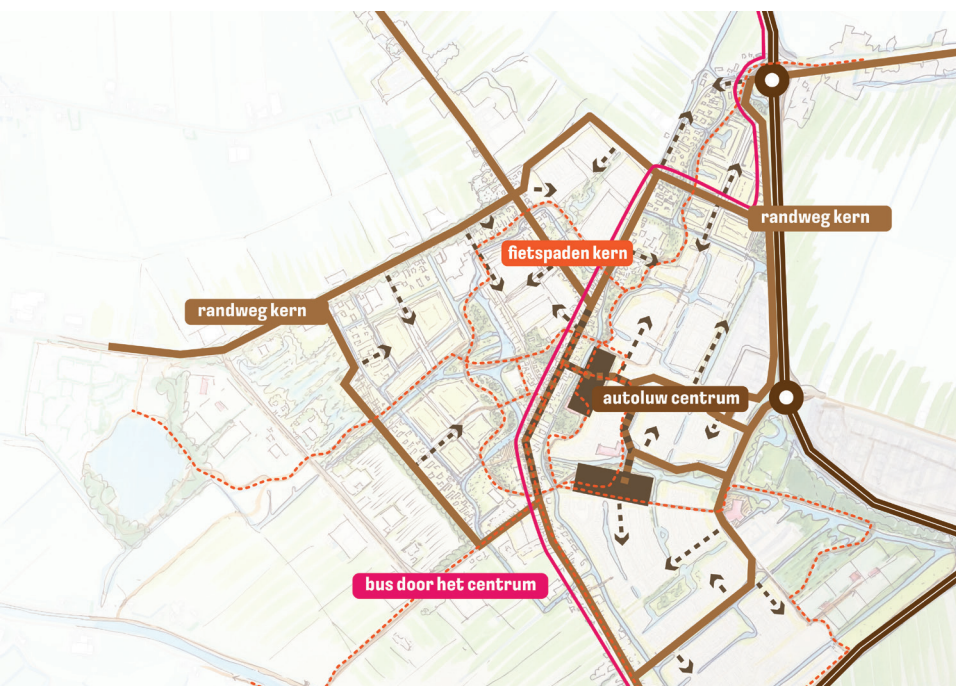 randweg kern
fietspaden kern
randweg kern
autoluw centrum
bus door het centrum